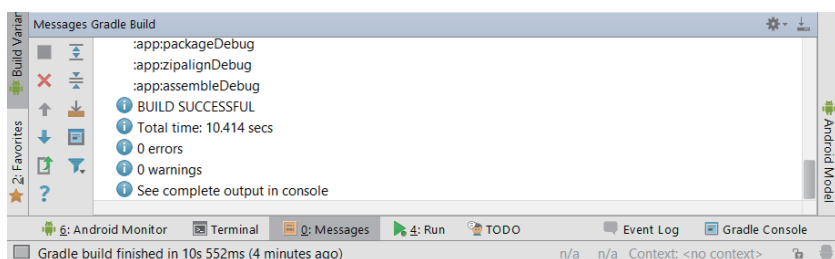 Messages Gradle Build
Build Varian
2: Favorites
:app:packageDebug
:app:zipalignDebug
:app:assembleDebug
BUILD SUCCESSFUL
Total time: 10.414 secs
0 errors
0 warnings
See complete output in console
Android Model
6: Android Monitor Terminal 0: Messages 4: Run TODO Event Log Gradle Console
Gradle build finished in 10s 552ms (4 minutes ago) n/a n/a Context: <no context>